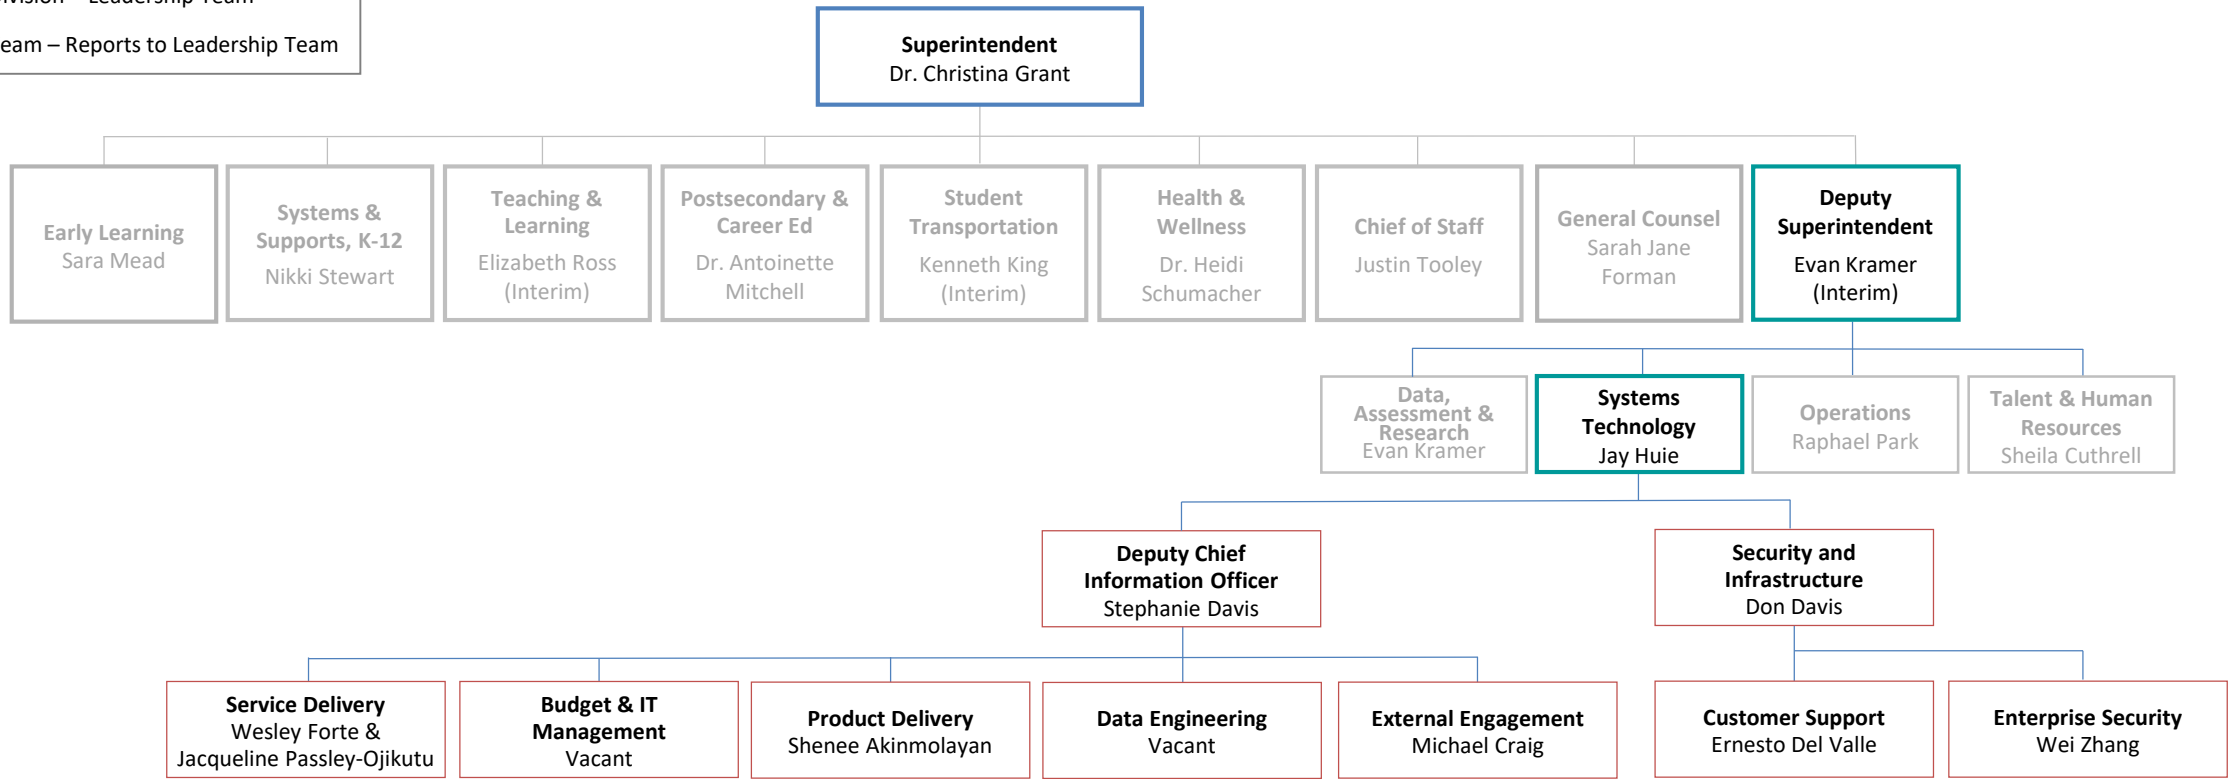 Leadership Team
– Reports to Leadership Team
Superintendent
Dr. Christina Grant
Early Learning
Sara Mead
Systems &
Supports, K-12
Nikki Stewart
Teaching &
Learning
Elizabeth Ross
(Interim)
Postsecondary &
Career Ed
Dr. Antoinette
Mitchell
Student
Transportation
Kenneth King
(Interim)
Health &
Wellness
Dr. Heidi
Schumacher
Chief of Staff
Justin Tooley
General Counsel
Sarah Jane
Forman
Deputy
Superintendent
Evan Kramer
(Interim)
Data,
Assessment &
Research
Evan Kramer
Systems
Technology
Jay Huie
Operations
Raphael Park
Talent & Human
Resources
Sheila Cuthrell
Deputy Chief
Information Officer
Stephanie Davis
Security and
Infrastructure
Don Davis
Service Delivery
Wesley Forte &
Jacqueline Passley-Ojikutu
Budget & IT
Management
Vacant
Product Delivery
Shenee Akinmolayan
Data Engineering
Vacant
External Engagement
Michael Craig
Customer Support
Ernesto Del Valle
Enterprise Security
Wei Zhang